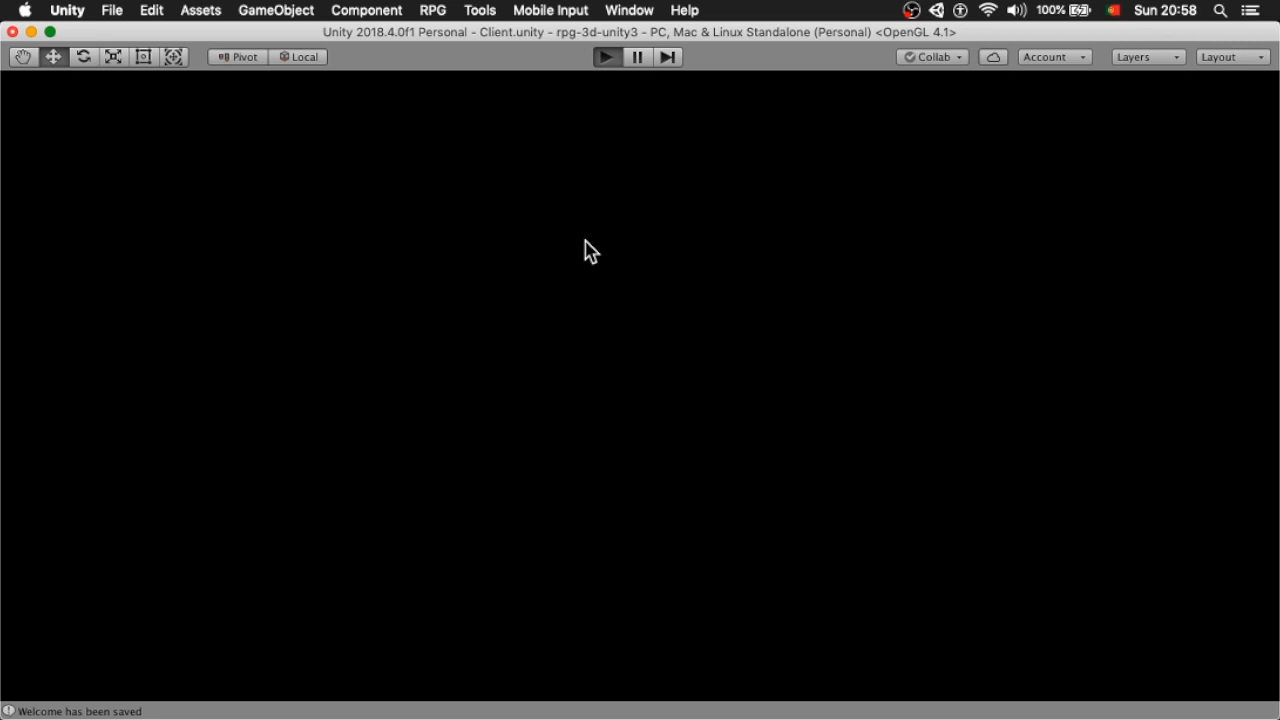 Unity File Edit Assets GameObject Component RPG Tools Mobile Input Window Help 100% Sun 20:58
Unity 2018.4.0f1 Personal - Client.unity - rpg-3d-unity3 - PC, Mac & Linux Standalone (Personal) <OpenGL 4.1>
Pivot Local Collab Account Layers Layout
Welcome has been saved